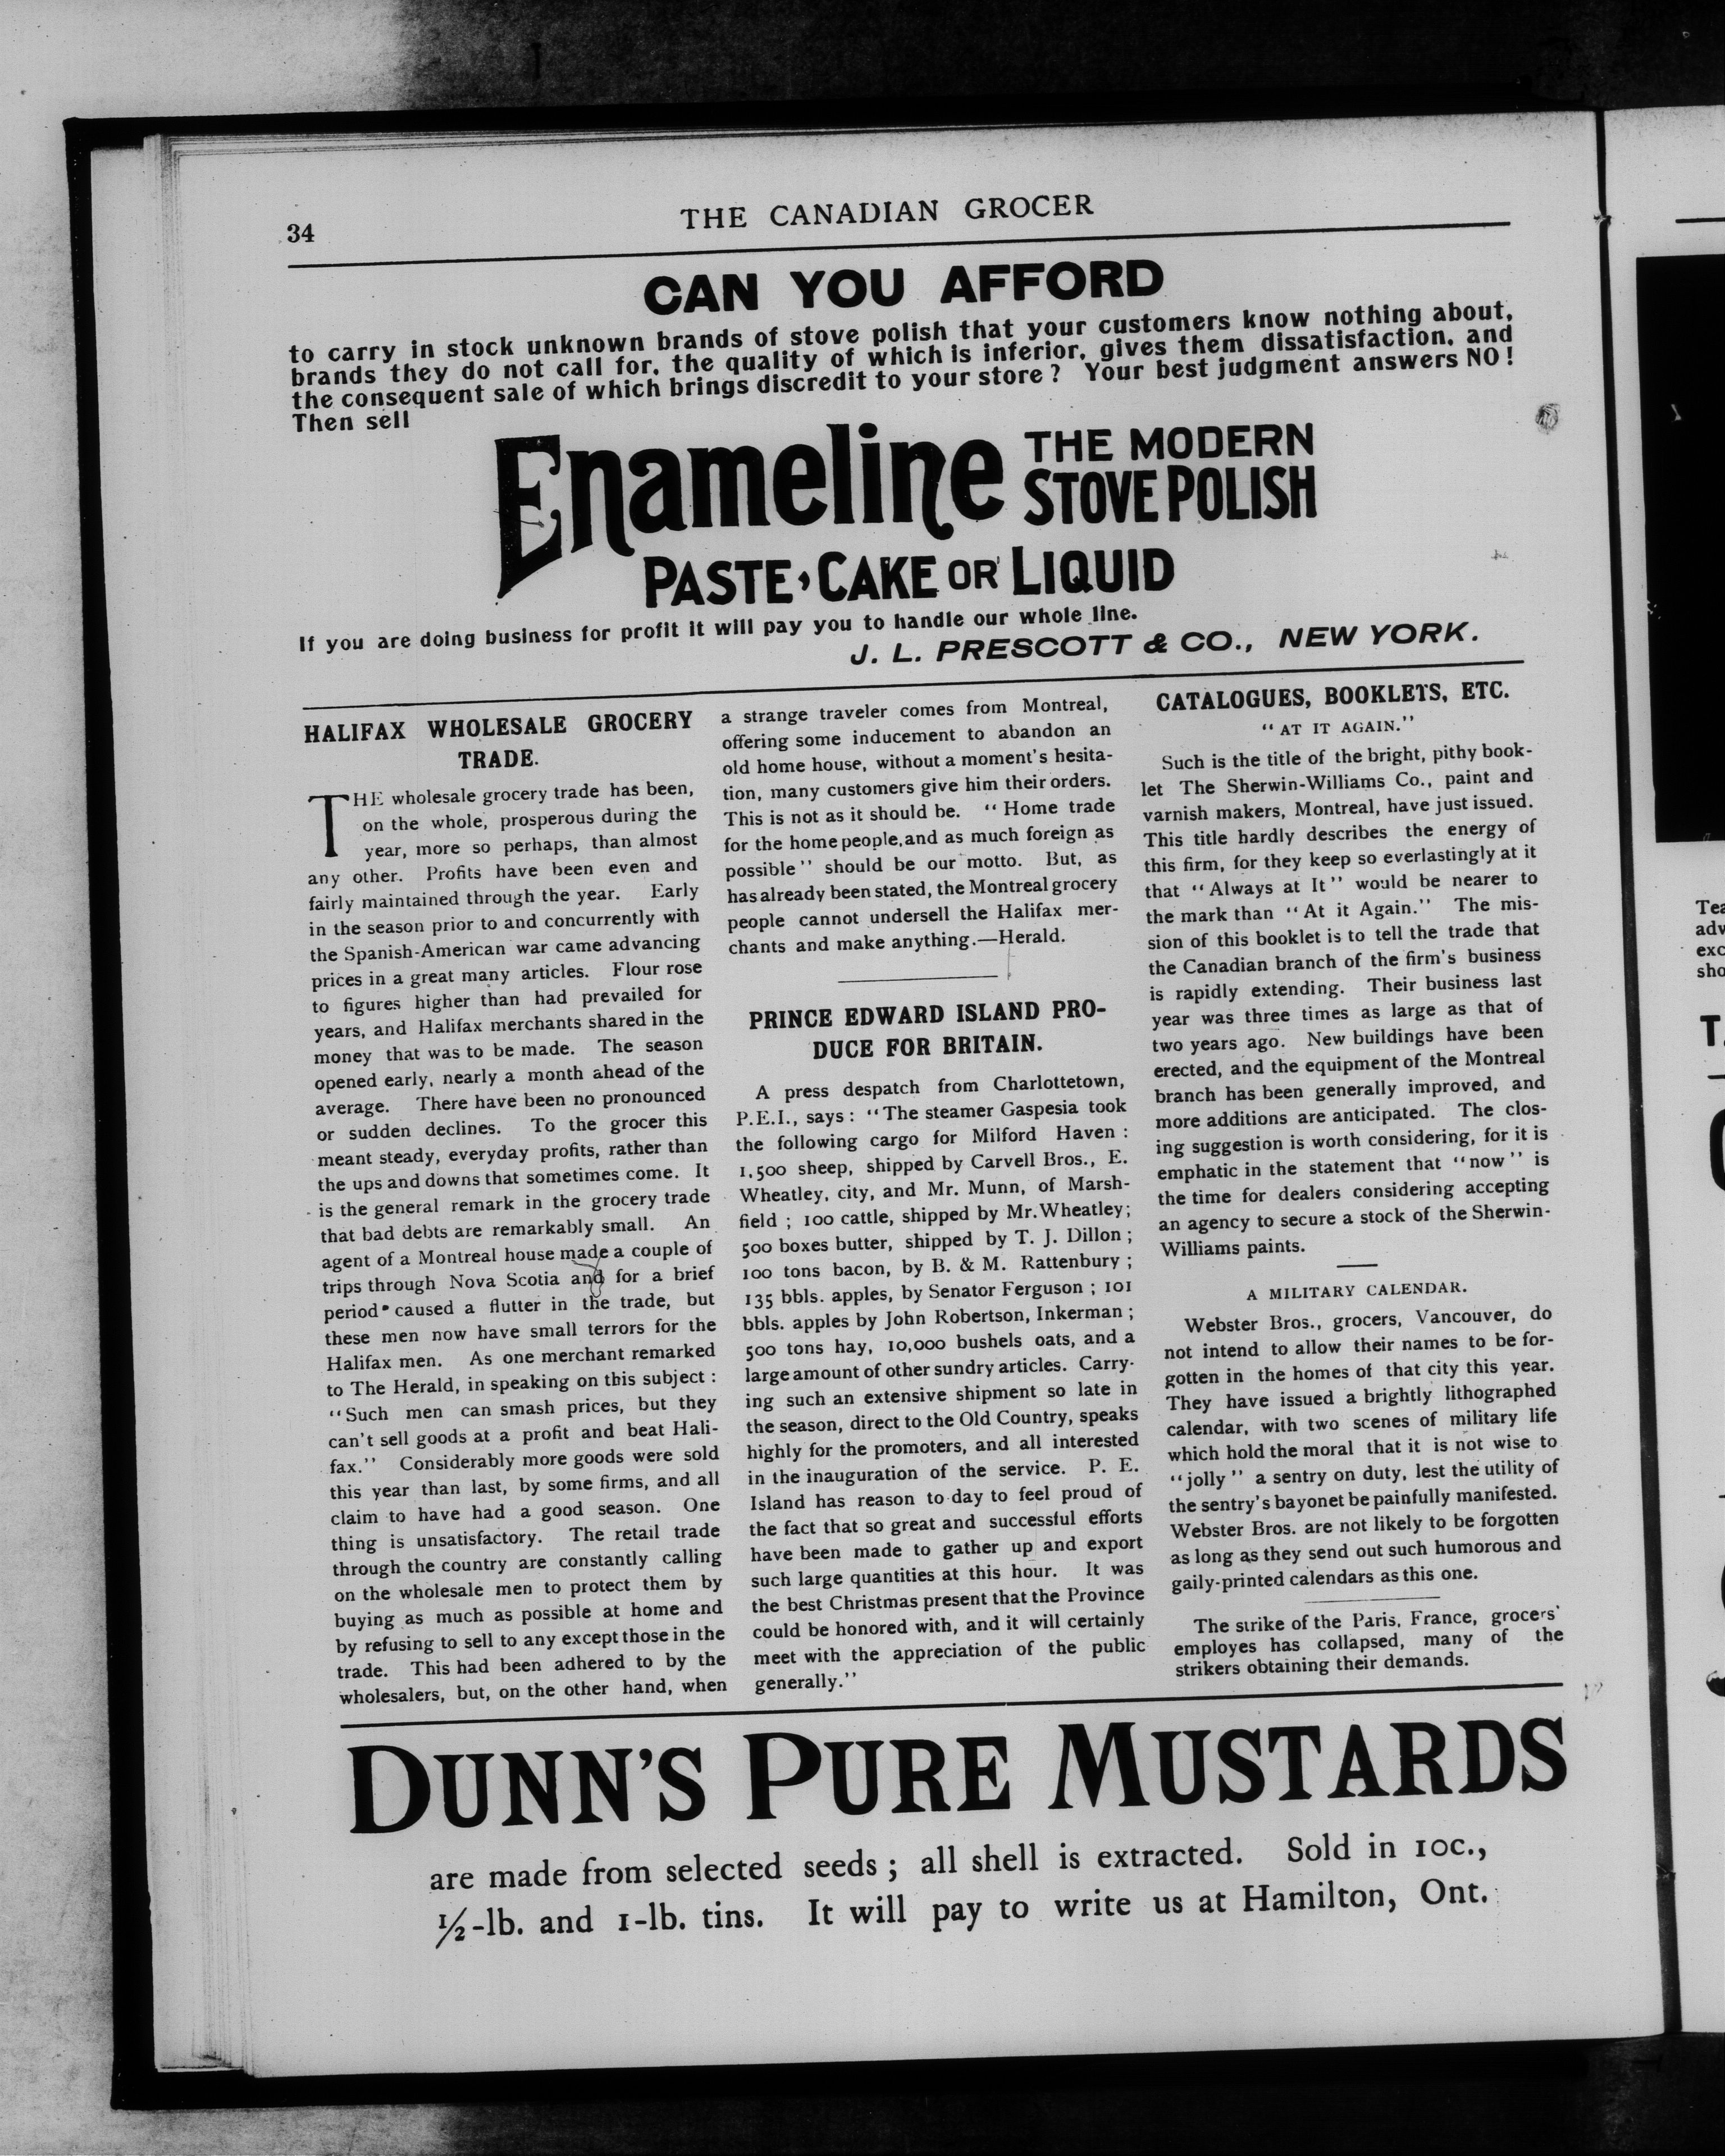 34
THE CANADIAN GROCER
CAN YOU AFFORD
to carry in stock unknown brands of stove polish that your customers know nothing about,
brands they do not call for, the quality of which is inferior, gives them dissatisfaction, and
the consequent sale of which brings discredit to your store ? Your best judgment answers NO !
Then sell
Enameline THE MODERN
STOVE POLISH
PASTE, CAKE OR LIQUID
If you are doing business for profit it will pay you to handle our whole line.
J. L. PRESCOTT & CO., NEW YORK.
HALIFAX WHOLESALE GROCERY
TRADE.
THE wholesale grocery trade has been,
on the whole, prosperous during the
year, more so perhaps, than almost
any other. Profits have been even and
fairly maintained through the year. Early
in the season prior to and concurrently with
the Spanish-American war came advancing
prices in a great many articles. Flour rose
to figures higher than had prevailed for
years, and Halifax merchants shared in the
money that was to be made. The season
opened early, nearly a month ahead of the
average. There have been no pronounced
or sudden declines. To the grocer this
meant steady, everyday profits, rather than
the ups and downs that sometimes come. It
is the general remark in the grocery trade
that bad debts are remarkably small. An
agent of a Montreal house made a couple of
trips through Nova Scotia and for a brief
period caused a flutter in the trade, but
these men now have small terrors for the
Halifax men. As one merchant remarked
to The Herald, in speaking on this subject :
"Such men can smash prices, but they
can't sell goods at a profit and beat Hali-
fax." Considerably more goods were sold
this year than last, by some firms, and all
claim to have had a good season. One
thing is unsatisfactory. The retail trade
through the country are constantly calling
on the wholesale men to protect them by
buying as much as possible at home and
by refusing to sell to any except those in the
trade. This had been adhered to by the
wholesalers, but, on the other hand, when
a strange traveler comes from Montreal,
offering some inducement to abandon an
old home house, without a moment's hesita-
tion, many customers give him their orders.
This is not as it should be. "Home trade
for the home people, and as much foreign as
possible" should be our motto. But, as
has already been stated, the Montreal grocery
people cannot undersell the Halifax mer-
chants and make anything.—Herald.
PRINCE EDWARD ISLAND PRO-
DUCE FOR BRITAIN.
A press despatch from Charlottetown,
P.E.I., says : "The steamer Gaspesia took
the following cargo for Milford Haven :
1,500 sheep, shipped by Carvell Bros., E.
Wheatley, city, and Mr. Munn, of Marsh-
field ; 100 cattle, shipped by Mr. Wheatley;
500 boxes butter, shipped by T. J. Dillon ;
100 tons bacon, by B. & M. Rattenbury ;
135 bbls. apples, by Senator Ferguson ; 101
bbls. apples by John Robertson, Inkerman ;
500 tons hay, 10,000 bushels oats, and a
large amount of other sundry articles. Carry-
ing such an extensive shipment so late in
the season, direct to the Old Country, speaks
highly for the promoters, and all interested
in the inauguration of the service. P. E.
Island has reason to-day to feel proud of
the fact that so great and successful efforts
have been made to gather up and export
such large quantities at this hour. It was
the best Christmas present that the Province
could be honored with, and it will certainly
meet with the appreciation of the public
generally."
CATALOGUES, BOOKLETS, ETC.
"AT IT AGAIN."
Such is the title of the bright, pithy book-
let The Sherwin-Williams Co., paint and
varnish makers, Montreal, have just issued.
This title hardly describes the energy of
this firm, for they keep so everlastingly at it
that "Always at It" would be nearer to
the mark than "At it Again." The mis-
sion of this booklet is to tell the trade that
the Canadian branch of the firm's business
is rapidly extending. Their business last
year was three times as large as that of
two years ago. New buildings have been
erected, and the equipment of the Montreal
branch has been generally improved, and
more additions are anticipated. The clos-
ing suggestion is worth considering, for it is
emphatic in the statement that "now" is
the time for dealers considering accepting
an agency to secure a stock of the Sherwin-
Williams paints.
A MILITARY CALENDAR.
Webster Bros., grocers, Vancouver, do
not intend to allow their names to be for-
gotten in the homes of that city this year.
They have issued a brightly lithographed
calendar, with two scenes of military life
which hold the moral that it is not wise to
"jolly" a sentry on duty, lest the utility of
the sentry's bayonet be painfully manifested.
Webster Bros. are not likely to be forgotten
as long as they send out such humorous and
gaily-printed calendars as this one.
The strike of the Paris, France, grocers'
employes has collapsed, many of the
strikers obtaining their demands.
DUNN'S PURE MUSTARDS
are made from selected seeds ; all shell is extracted. Sold in 10c.,
½-lb. and 1-lb. tins. It will pay to write us at Hamilton, Ont.